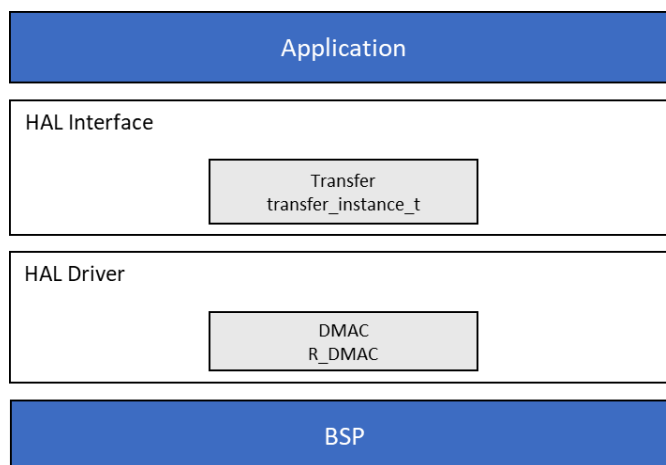 Application
HAL Interface
Transfer
transfer_instance_t
HAL Driver
DMAC
R_DMAC
BSP